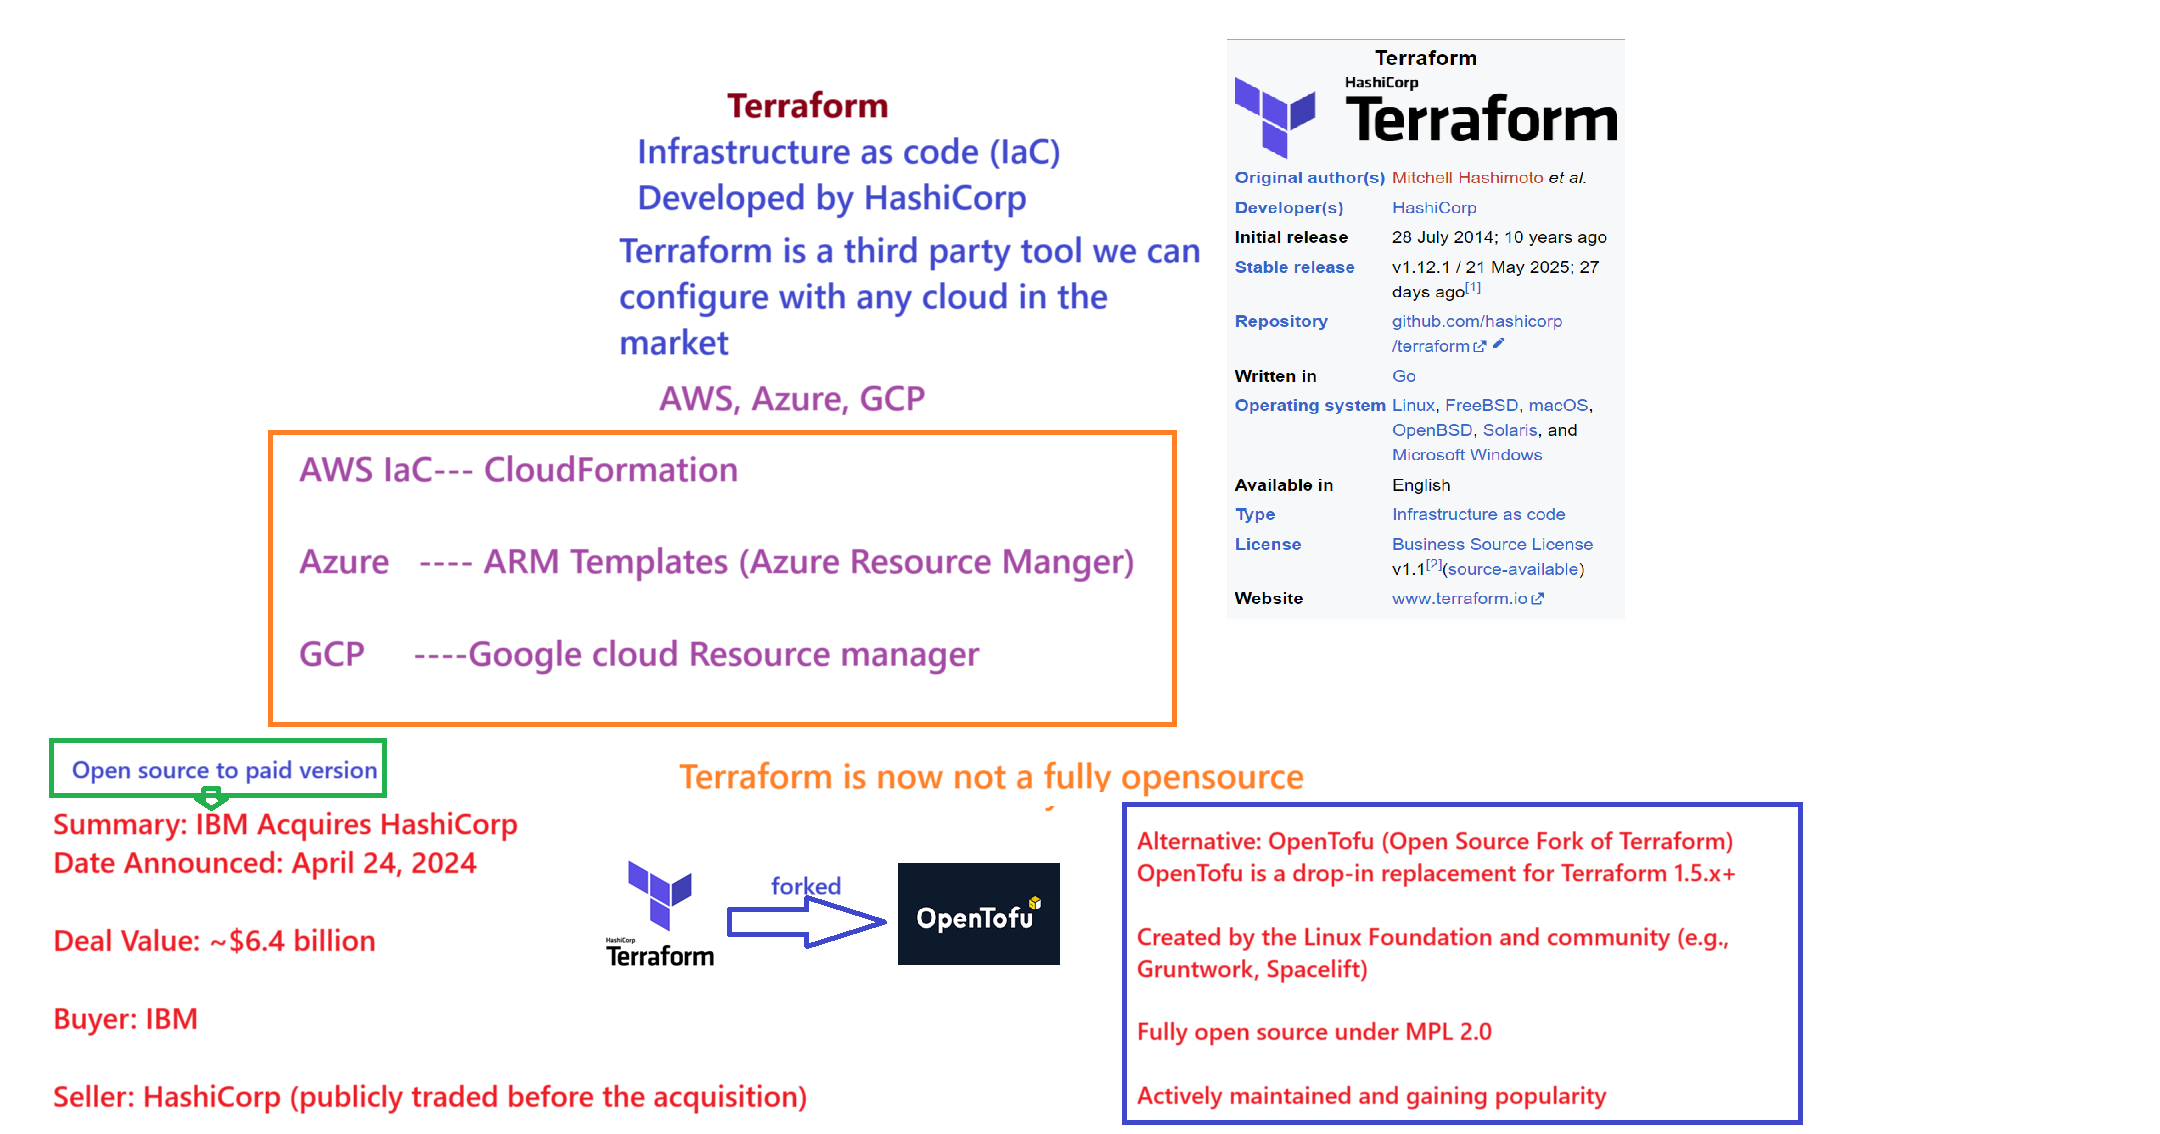 Terraform
Infrastructure as code (IaC)
Developed by HashiCorp
Terraform is a third party tool we can
configure with any cloud in the
market
AWS, Azure, GCP
AWS IaC--- CloudFormation
Azure ---- ARM Templates (Azure Resource Manger)
GCP ----Google cloud Resource manager
Terraform
HashiCorp
Terraform
Original author(s) Mitchell Hashimoto et al.
Developer(s) HashiCorp
Initial release 28 July 2014; 10 years ago
Stable release v1.12.1 / 21 May 2025; 27
days ago[1]
Repository github.com/hashicorp
/terraform
Written in Go
Operating system Linux, FreeBSD, macOS,
OpenBSD, Solaris, and
Microsoft Windows
Available in English
Type Infrastructure as code
License Business Source License
v1.1[2](source-available)
Website www.terraform.io
Open source to paid version
Summary: IBM Acquires HashiCorp
Date Announced: April 24, 2024
Deal Value: ~$6.4 billion
Buyer: IBM
Seller: HashiCorp (publicly traded before the acquisition)
Terraform is now not a fully opensource
HashiCorp
Terraform
forked
OpenTofu
Alternative: OpenTofu (Open Source Fork of Terraform)
OpenTofu is a drop-in replacement for Terraform 1.5.x+
Created by the Linux Foundation and community (e.g.,
Gruntwork, Spacelift)
Fully open source under MPL 2.0
Actively maintained and gaining popularity